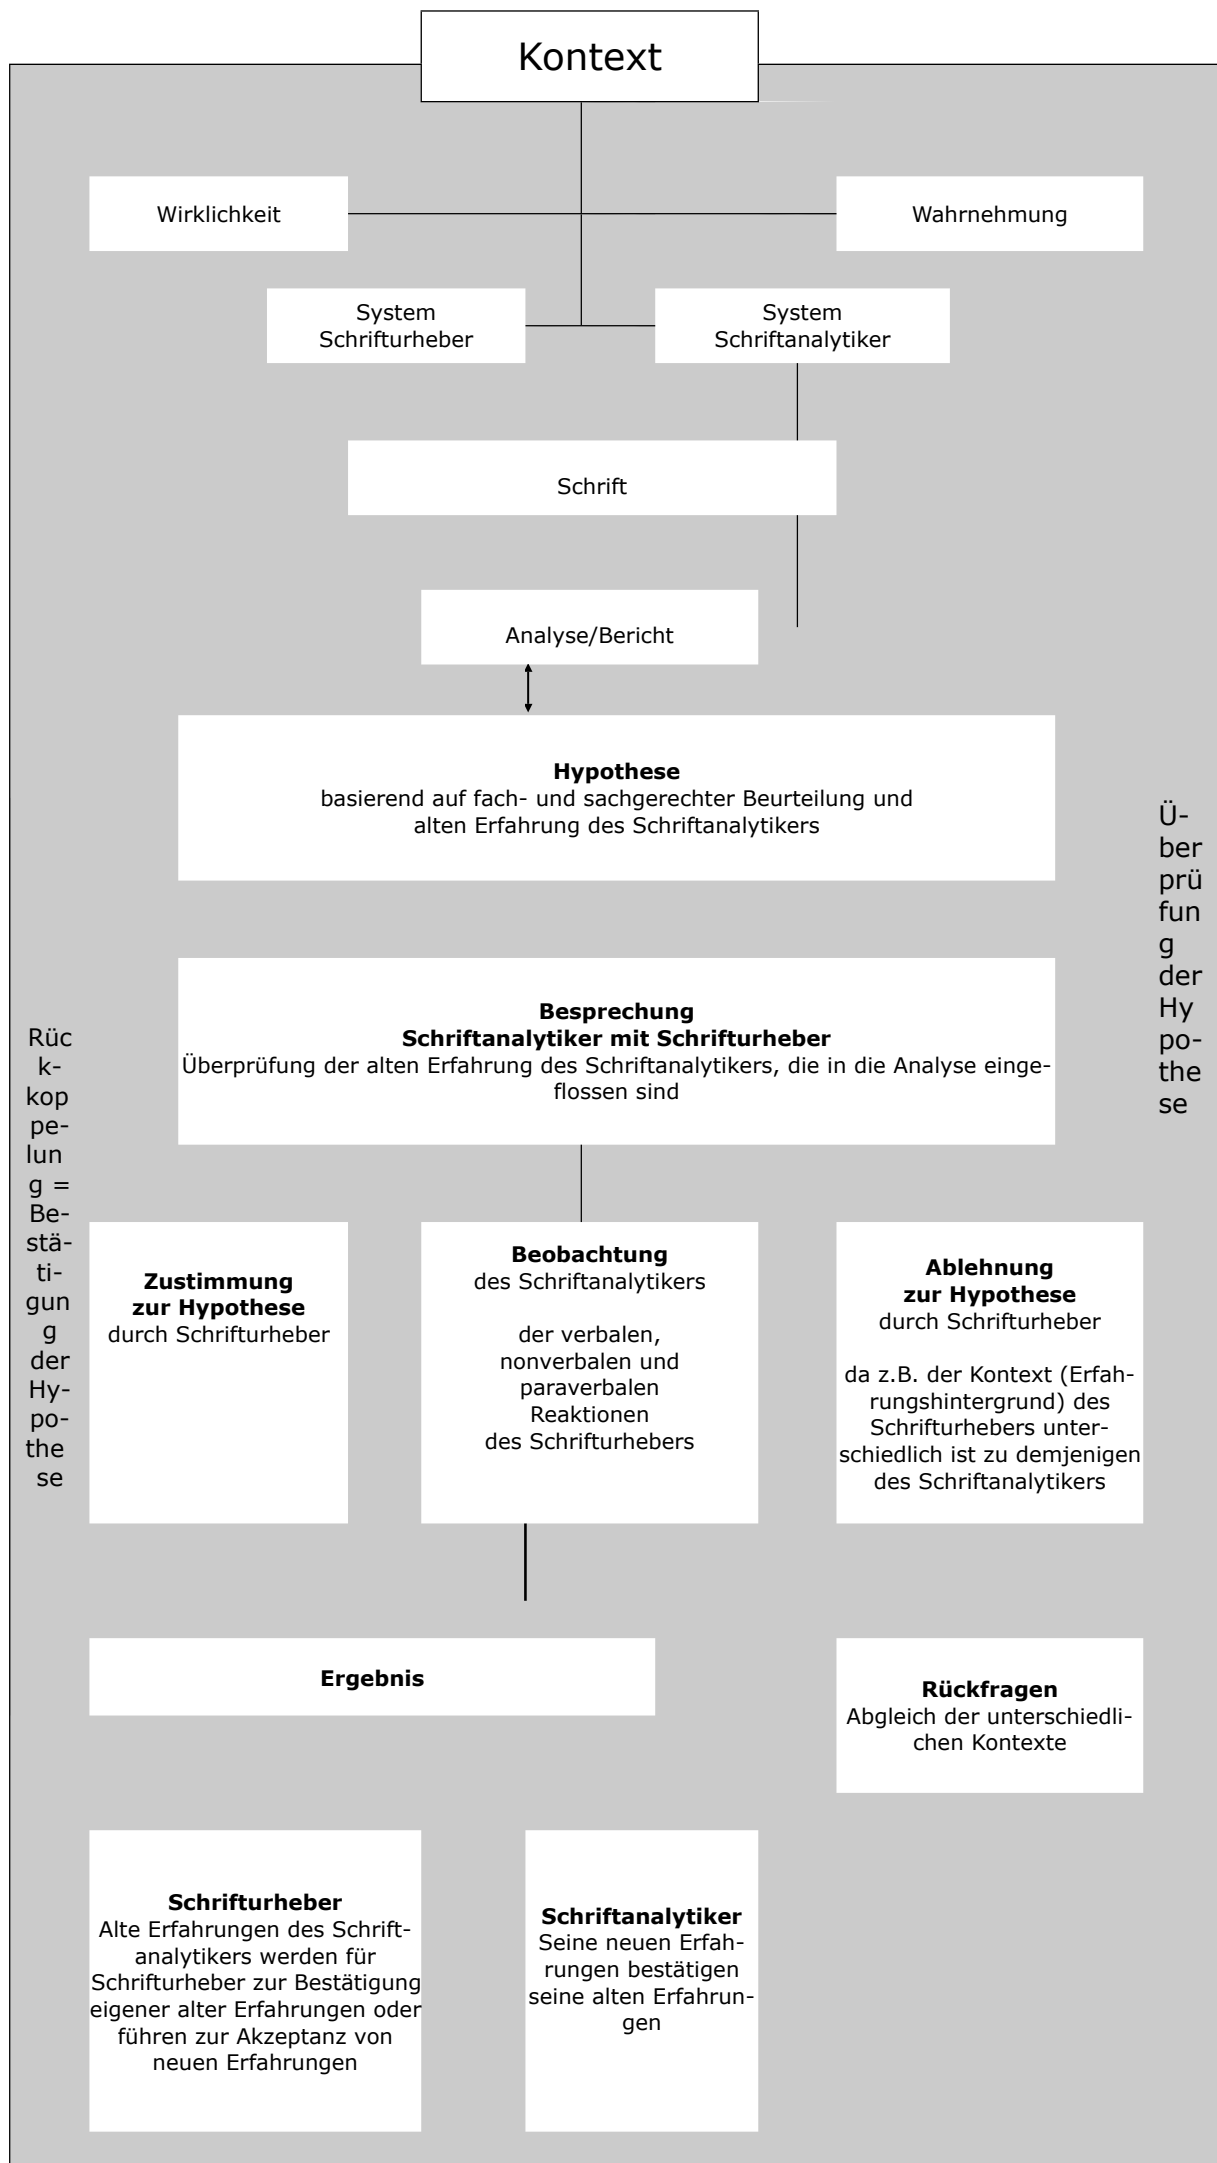 Kontext
Wirklichkeit
Wahrnehmung
System
Schrifturheber
System
Schriftanalytiker
Schrift
Analyse/Bericht
Hypothese
basierend auf fach- und sachgerechter Beurteilung und
alten Erfahrung des Schriftanalytikers
Ü-
ber
prü
fun
g
der
Hy
po-
the
se
Besprechung
Schriftanalytiker mit Schrifturheber
Überprüfung der alten Erfahrung des Schriftanalytikers, die in die Analyse einge-
flossen sind
Rüc
k-
kop
pe-
lun
g =
Be-
stä-
ti-
gun
g
der
Hy-
po-
the
se
Zustimmung
zur Hypothese
durch Schrifturheber
Beobachtung
des Schriftanalytikers
der verbalen,
nonverbalen und
paraverbalen
Reaktionen
des Schrifturhebers
Ablehnung
zur Hypothese
durch Schrifturheber
da z.B. der Kontext (Erfah-
rungshintergrund) des
Schrifturhebers unter-
schiedlich ist zu demjenigen
des Schriftanalytikers
Ergebnis
Rückfragen
Abgleich der unterschiedli-
chen Kontexte
Schrifturheber
Alte Erfahrungen des Schrift-
analytikers werden für
Schrifturheber zur Bestätigung
eigener alter Erfahrungen oder
führen zur Akzeptanz von
neuen Erfahrungen
Schriftanalytiker
Seine neuen Erfah-
rungen bestätigen
seine alten Erfahrun-
gen